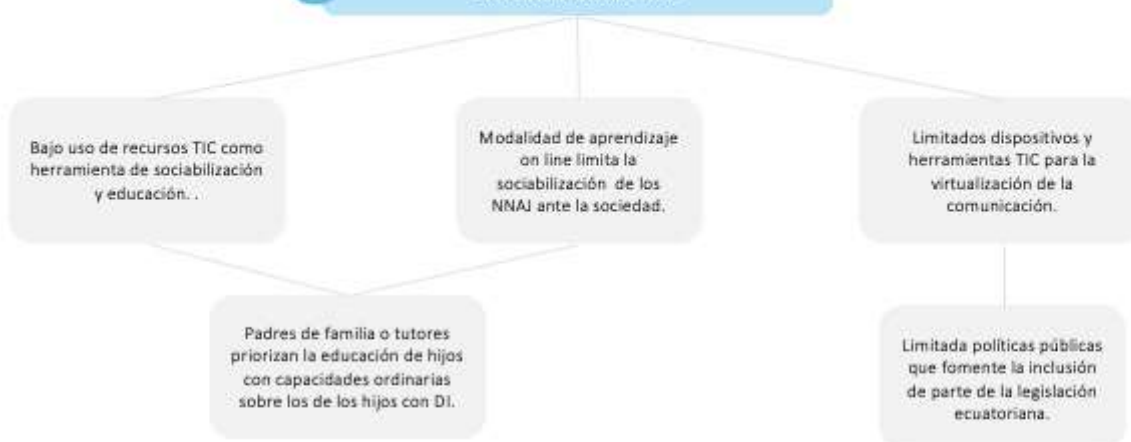 Bajo uso de recursos TIC como
herramienta de sociabilización
y educación. .
Modalidad de aprendizaje
on line limita la
sociabilización de los
NNAJ ante la sociedad.
Limitados dispositivos y
herramientas TIC para la
virtualización de la
comunicación.
Padres de familia o tutores
priorizan la educación de hijos
con capacidades ordinarias
sobre los de los hijos con DI.
Limitada políticas públicas
que fomente la inclusión
de parte de la legislación
ecuatoriana.